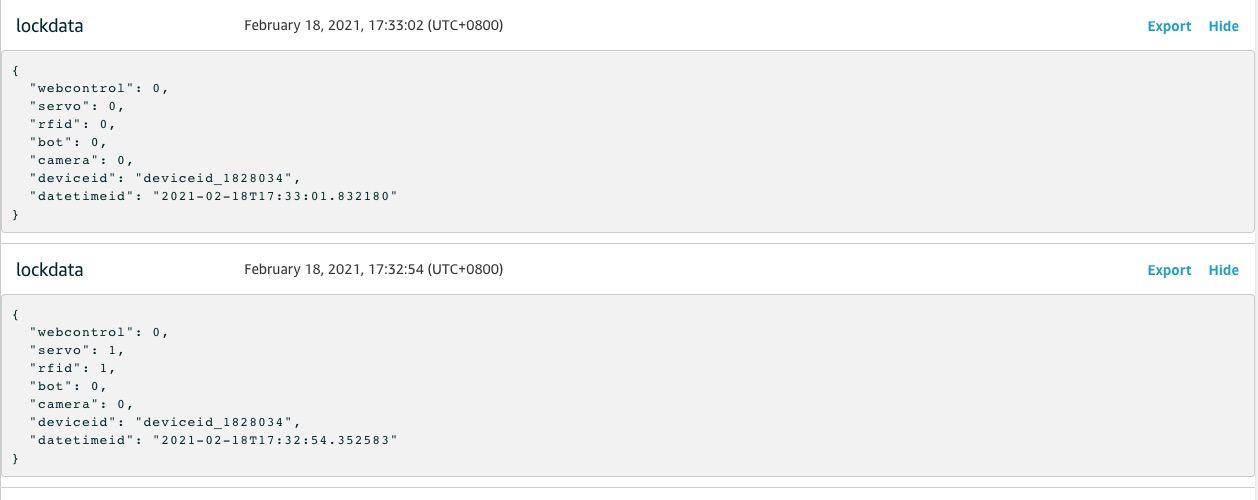 lockdata February 18, 2021, 17:33:02 (UTC+0800) Export Hide
{
"webcontrol": 0,
"servo": 0,
"rfid": 0,
"bot": 0,
"camera": 0,
"deviceid": "deviceid_1828034",
"datetimeid": "2021-02-18T17:33:01.832180"
}
lockdata February 18, 2021, 17:32:54 (UTC+0800) Export Hide
{
"webcontrol": 0,
"servo": 1,
"rfid": 1,
"bot": 0,
"camera": 0,
"deviceid": "deviceid_1828034",
"datetimeid": "2021-02-18T17:32:54.352583"
}